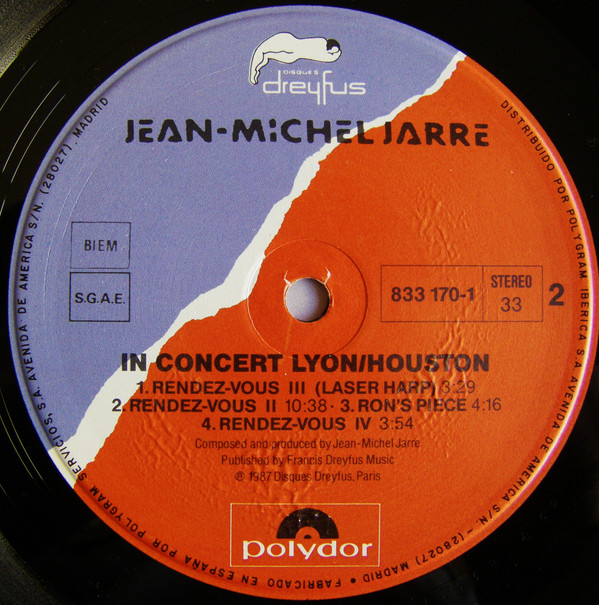 DISQUES
dreyfus
JEAN-MICHEL JARRE
BIEM
S.G.A.E.
833 170-1
STEREO
33
2
IN CONCERT LYON/HOUSTON
1. RENDEZ-VOUS III (LASER HARP) 3:29
2. RENDEZ-VOUS II 10:38 · 3. RON'S PIECE 4:16
4. RENDEZ-VOUS IV 3:54
Composed and produced by Jean-Michel Jarre
Published by Francis Dreyfus Music
℗ 1987 Disques Dreyfus, Paris
polydor
DISTRIBUIDO POR POLYGRAM IBERICA S.A AVENIDA DE AMERICA S/N. - (28027) MADRID • FABRICADO EN ESPAÑA POR POLYGRAM SERVICIOS, S.A. AVENIDA DE AMERICA S/N. (28027). MADRID